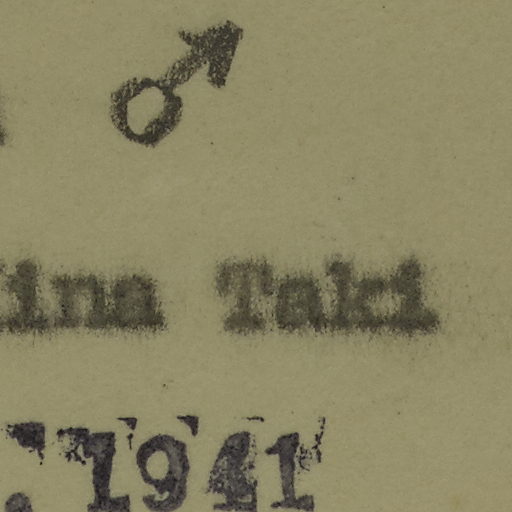 ♂
ina Taki
. 1941